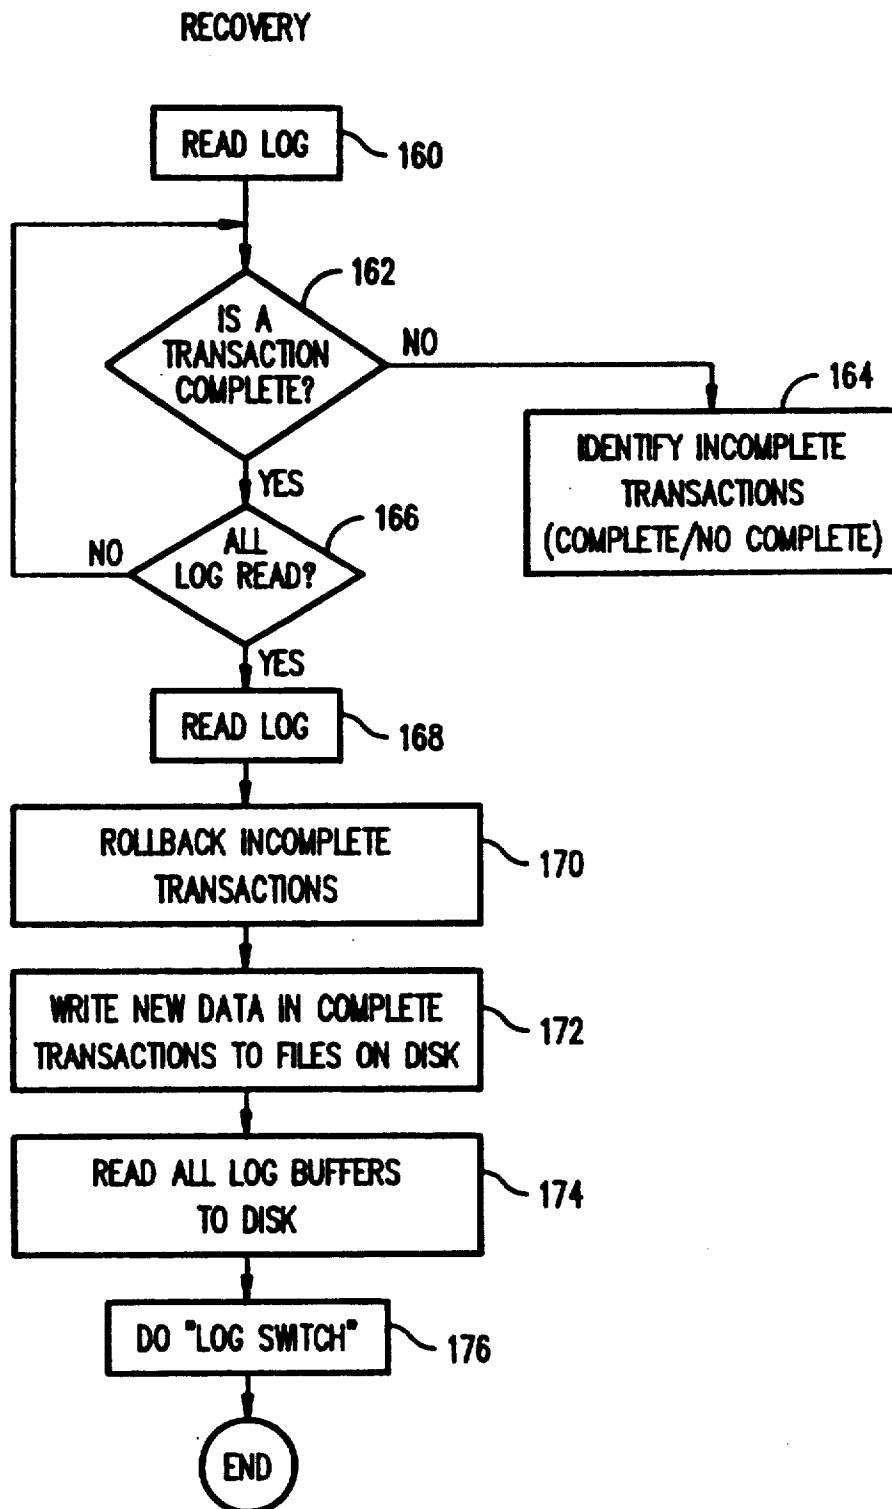 RECOVERY
READ LOG
160
162
IS A
TRANSACTION
COMPLETE?
NO
164
IDENTIFY INCOMPLETE
TRANSACTIONS
(COMPLETE/NO COMPLETE)
YES
166
ALL
LOG READ?
NO
YES
READ LOG
168
ROLLBACK INCOMPLETE
TRANSACTIONS
170
WRITE NEW DATA IN COMPLETE
TRANSACTIONS TO FILES ON DISK
172
READ ALL LOG BUFFERS
TO DISK
174
DO "LOG SWITCH"
176
END